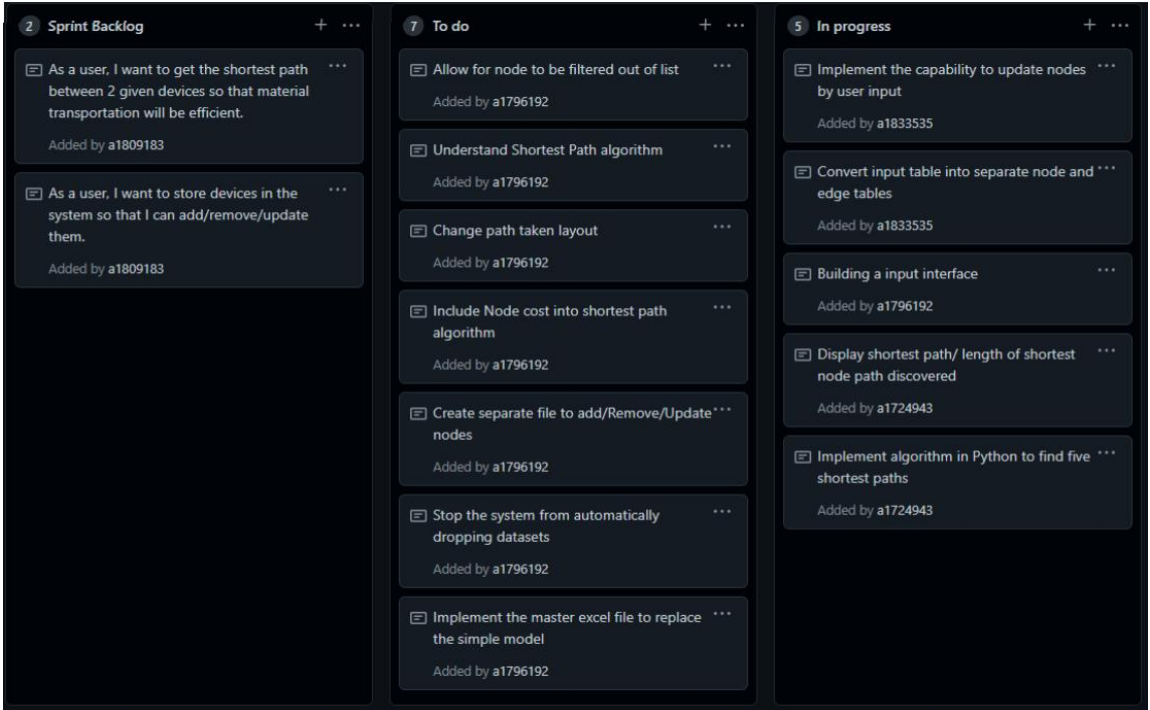 2 Sprint Backlog + ...
As a user, I want to get the shortest path ...
between 2 given devices so that material
transportation will be efficient.
Added by a1809183
As a user, I want to store devices in the ...
system so that I can add/remove/update
them.
Added by a1809183
7 To do + ...
Allow for node to be filtered out of list ...
Added by a1796192
Understand Shortest Path algorithm ...
Added by a1796192
Change path taken layout ...
Added by a1796192
Include Node cost into shortest path ...
algorithm
Added by a1796192
Create separate file to add/Remove/Update ...
nodes
Added by a1796192
Stop the system from automatically ...
dropping datasets
Added by a1796192
Implement the master excel file to replace ...
the simple model
Added by a1796192
5 In progress + ...
Implement the capability to update nodes ...
by user input
Added by a1833535
Convert input table into separate node and ...
edge tables
Added by a1833535
Building a input interface ...
Added by a1796192
Display shortest path/ length of shortest ...
node path discovered
Added by a1724943
Implement algorithm in Python to find five ...
shortest paths
Added by a1724943